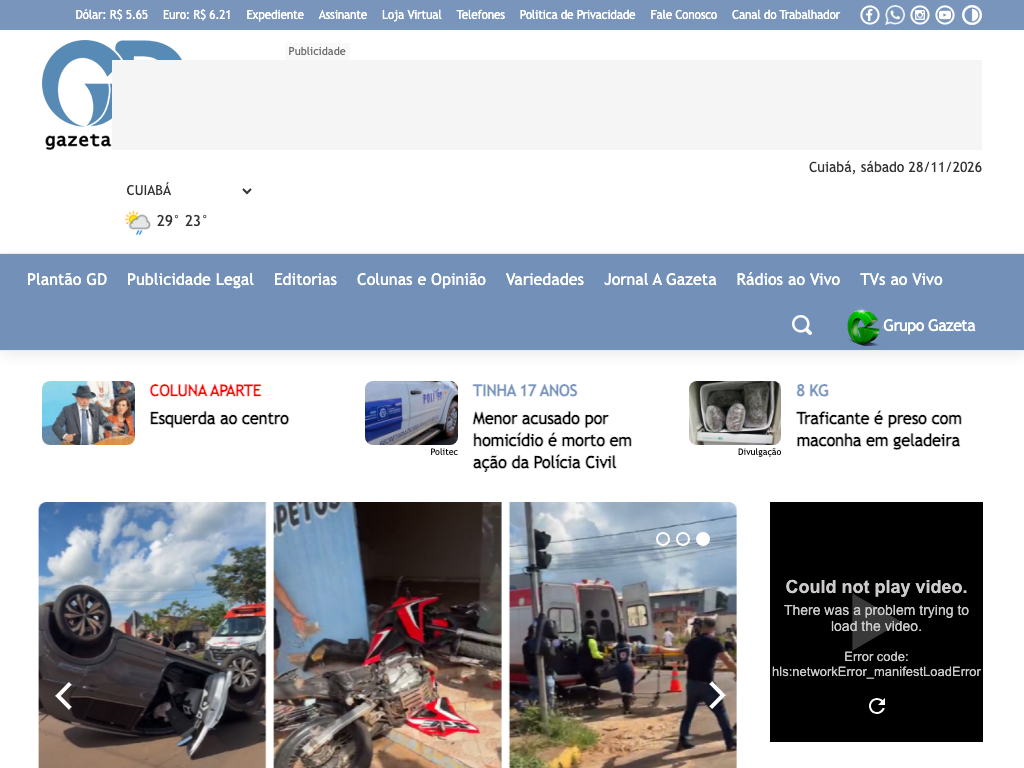 Dólar: R$ 5.65 Euro: R$ 6.21 Expediente Assinante Loja Virtual Telefones Politica de Privacidade Fale Conosco Canal do Trabalhador
Publicidade
GD
gazeta
Cuiabá, sábado 28/11/2026
CUIABÁ
29° 23°
Plantão GD Publicidade Legal Editorias Colunas e Opinião Variedades Jornal A Gazeta Rádios ao Vivo TVs ao Vivo
Grupo Gazeta
COLUNA APARTE
Esquerda ao centro
Politec
TINHA 17 ANOS
Menor acusado por
homicídio é morto em
ação da Polícia Civil
Divulgação
8 KG
Traficante é preso com
maconha em geladeira
PETOS
Could not play video.
There was a problem trying to
load the video.
Error code:
hls:networkError_manifestLoadError